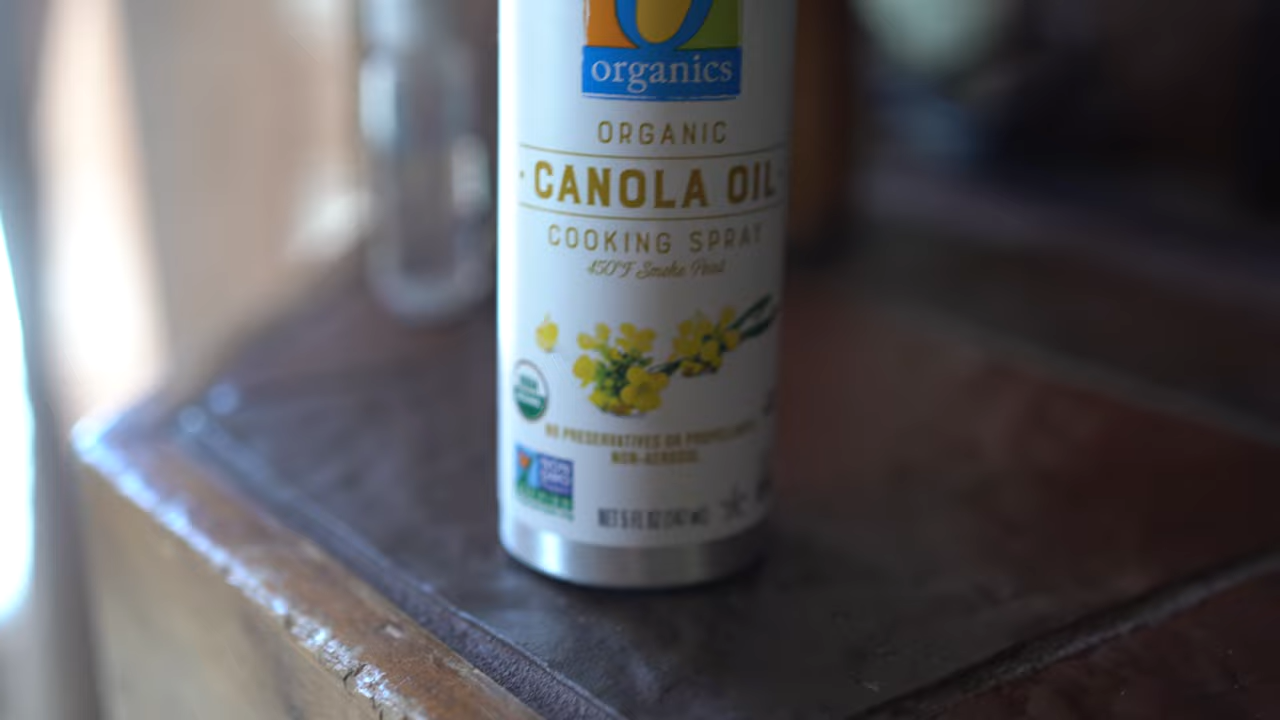 O
organics
ORGANIC
· CANOLA OIL ·
COOKING SPRAY
450°F Smoke Point
NO PRESERVATIVES OR
NON-AEROSOL
NET 5 FL OZ (147 mL)